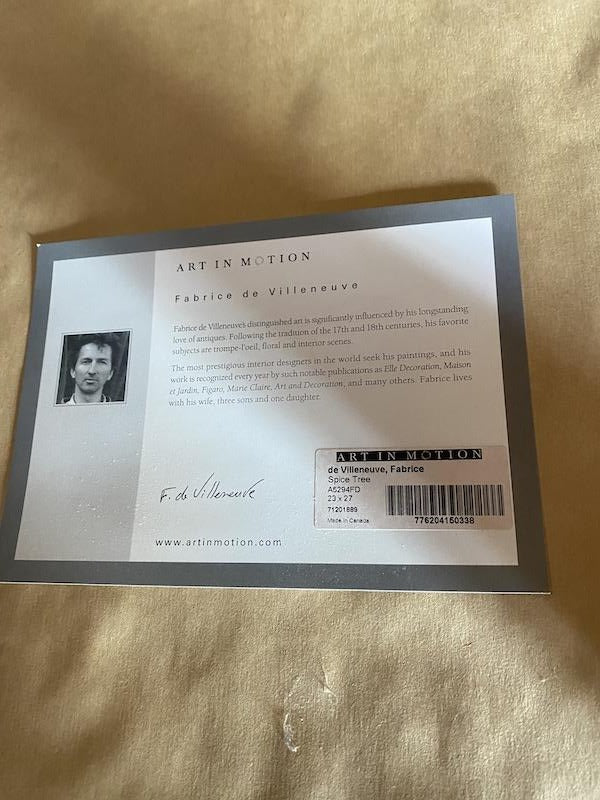 ART IN MOTION
Fabrice de Villeneuve
Fabrice de Villeneuve's distinguished art is significantly influenced by his longstanding
love of antiques. Following the tradition of the 17th and 18th centuries, his favorite
subjects are trompe-l'oeil, floral and interior scenes.
The most prestigious interior designers in the world seek his paintings, and his
work is recognized every year by such notable publications as Elle Decoration, Maison
et Jardin, Figaro, Marie Claire, Art and Decoration, and many others. Fabrice lives
with his wife, three sons and one daughter.
ART IN MOTION
de Villeneuve, Fabrice
Spice Tree
A5294FD
23 x 27
71201889
Made in Canada
776204150338
F. de Villeneuve
www.artinmotion.com